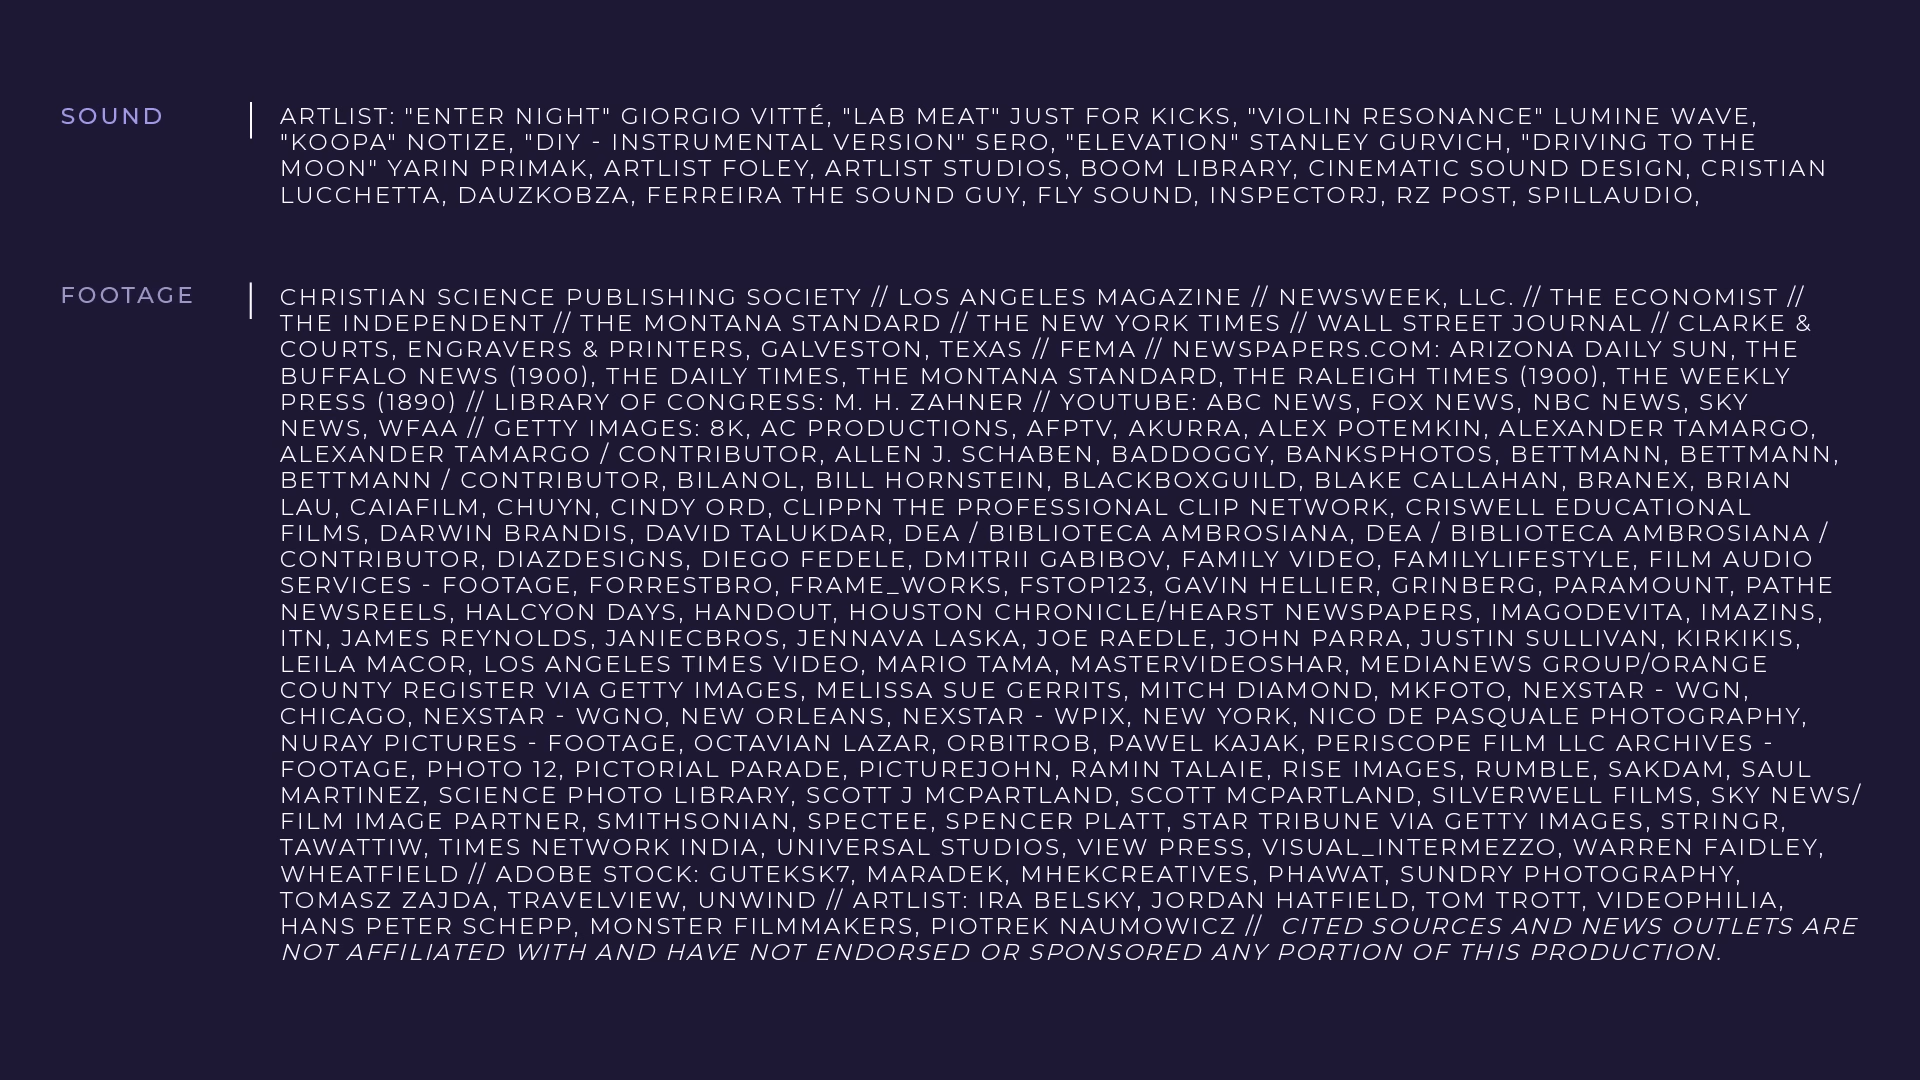 SOUND
ARTLIST: "ENTER NIGHT" GIORGIO VITTÉ, "LAB MEAT" JUST FOR KICKS, "VIOLIN RESONANCE" LUMINE WAVE,
"KOOPA" NOTIZE, "DIY - INSTRUMENTAL VERSION" SERO, "ELEVATION" STANLEY GURVICH, "DRIVING TO THE
MOON" YARIN PRIMAK, ARTLIST FOLEY, ARTLIST STUDIOS, BOOM LIBRARY, CINEMATIC SOUND DESIGN, CRISTIAN
LUCCHETTA, DAUZKOBZA, FERREIRA THE SOUND GUY, FLY SOUND, INSPECTORJ, RZ POST, SPILLAUDIO,
FOOTAGE
CHRISTIAN SCIENCE PUBLISHING SOCIETY // LOS ANGELES MAGAZINE // NEWSWEEK, LLC. // THE ECONOMIST //
THE INDEPENDENT // THE MONTANA STANDARD // THE NEW YORK TIMES // WALL STREET JOURNAL // CLARKE &
COURTS, ENGRAVERS & PRINTERS, GALVESTON, TEXAS // FEMA // NEWSPAPERS.COM: ARIZONA DAILY SUN, THE
BUFFALO NEWS (1900), THE DAILY TIMES, THE MONTANA STANDARD, THE RALEIGH TIMES (1900), THE WEEKLY
PRESS (1890) // LIBRARY OF CONGRESS: M. H. ZAHNER // YOUTUBE: ABC NEWS, FOX NEWS, NBC NEWS, SKY
NEWS, WFAA // GETTY IMAGES: 8K, AC PRODUCTIONS, AFPTV, AKURRA, ALEX POTEMKIN, ALEXANDER TAMARGO,
ALEXANDER TAMARGO / CONTRIBUTOR, ALLEN J. SCHABEN, BADDOGGY, BANKSPHOTOS, BETTMANN, BETTMANN,
BETTMANN / CONTRIBUTOR, BILANOL, BILL HORNSTEIN, BLACKBOXGUILD, BLAKE CALLAHAN, BRANEX, BRIAN
LAU, CAIAFILM, CHUYN, CINDY ORD, CLIPPN THE PROFESSIONAL CLIP NETWORK, CRISWELL EDUCATIONAL
FILMS, DARWIN BRANDIS, DAVID TALUKDAR, DEA / BIBLIOTECA AMBROSIANA, DEA / BIBLIOTECA AMBROSIANA /
CONTRIBUTOR, DIAZDESIGNS, DIEGO FEDELE, DMITRII GABIBOV, FAMILY VIDEO, FAMILYLIFESTYLE, FILM AUDIO
SERVICES - FOOTAGE, FORRESTBRO, FRAME_WORKS, FSTOP123, GAVIN HELLIER, GRINBERG, PARAMOUNT, PATHE
NEWSREELS, HALCYON DAYS, HANDOUT, HOUSTON CHRONICLE/HEARST NEWSPAPERS, IMAGODEVITA, IMAZINS,
ITN, JAMES REYNOLDS, JANIECBROS, JENNAVA LASKA, JOE RAEDLE, JOHN PARRA, JUSTIN SULLIVAN, KIRKIKIS,
LEILA MACOR, LOS ANGELES TIMES VIDEO, MARIO TAMA, MASTERVIDEOSHAR, MEDIANEWS GROUP/ORANGE
COUNTY REGISTER VIA GETTY IMAGES, MELISSA SUE GERRITS, MITCH DIAMOND, MKFOTO, NEXSTAR - WGN,
CHICAGO, NEXSTAR - WGNO, NEW ORLEANS, NEXSTAR - WPIX, NEW YORK, NICO DE PASQUALE PHOTOGRAPHY,
NURAY PICTURES - FOOTAGE, OCTAVIAN LAZAR, ORBITROB, PAWEL KAJAK, PERISCOPE FILM LLC ARCHIVES -
FOOTAGE, PHOTO 12, PICTORIAL PARADE, PICTUREJOHN, RAMIN TALAIE, RISE IMAGES, RUMBLE, SAKDAM, SAUL
MARTINEZ, SCIENCE PHOTO LIBRARY, SCOTT J MCPARTLAND, SCOTT MCPARTLAND, SILVERWELL FILMS, SKY NEWS/
FILM IMAGE PARTNER, SMITHSONIAN, SPECTEE, SPENCER PLATT, STAR TRIBUNE VIA GETTY IMAGES, STRINGR,
TAWATTIW, TIMES NETWORK INDIA, UNIVERSAL STUDIOS, VIEW PRESS, VISUAL_INTERMEZZO, WARREN FAIDLEY,
WHEATFIELD // ADOBE STOCK: GUTEKSK7, MARADEK, MHEKCREATIVES, PHAWAT, SUNDRY PHOTOGRAPHY,
TOMASZ ZAJDA, TRAVELVIEW, UNWIND // ARTLIST: IRA BELSKY, JORDAN HATFIELD, TOM TROTT, VIDEOPHILIA,
HANS PETER SCHEPP, MONSTER FILMMAKERS, PIOTREK NAUMOWICZ // CITED SOURCES AND NEWS OUTLETS ARE
NOT AFFILIATED WITH AND HAVE NOT ENDORSED OR SPONSORED ANY PORTION OF THIS PRODUCTION.